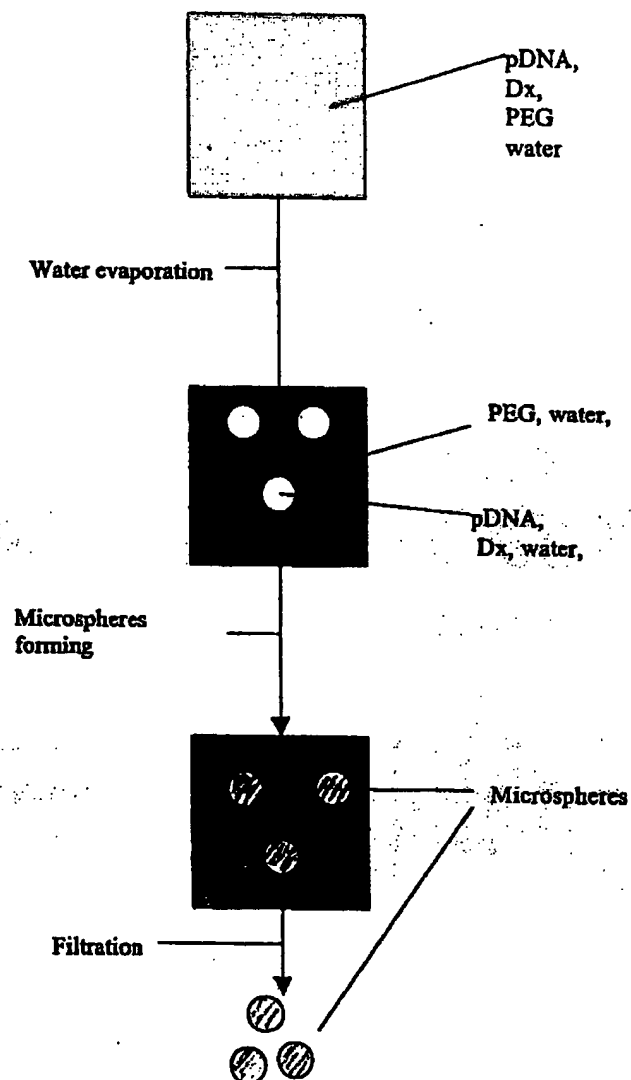 pDNA,
Dx,
PEG
water
Water evaporation
PEG, water,
pDNA,
Dx, water,
Microspheres
forming
Microspheres
Filtration